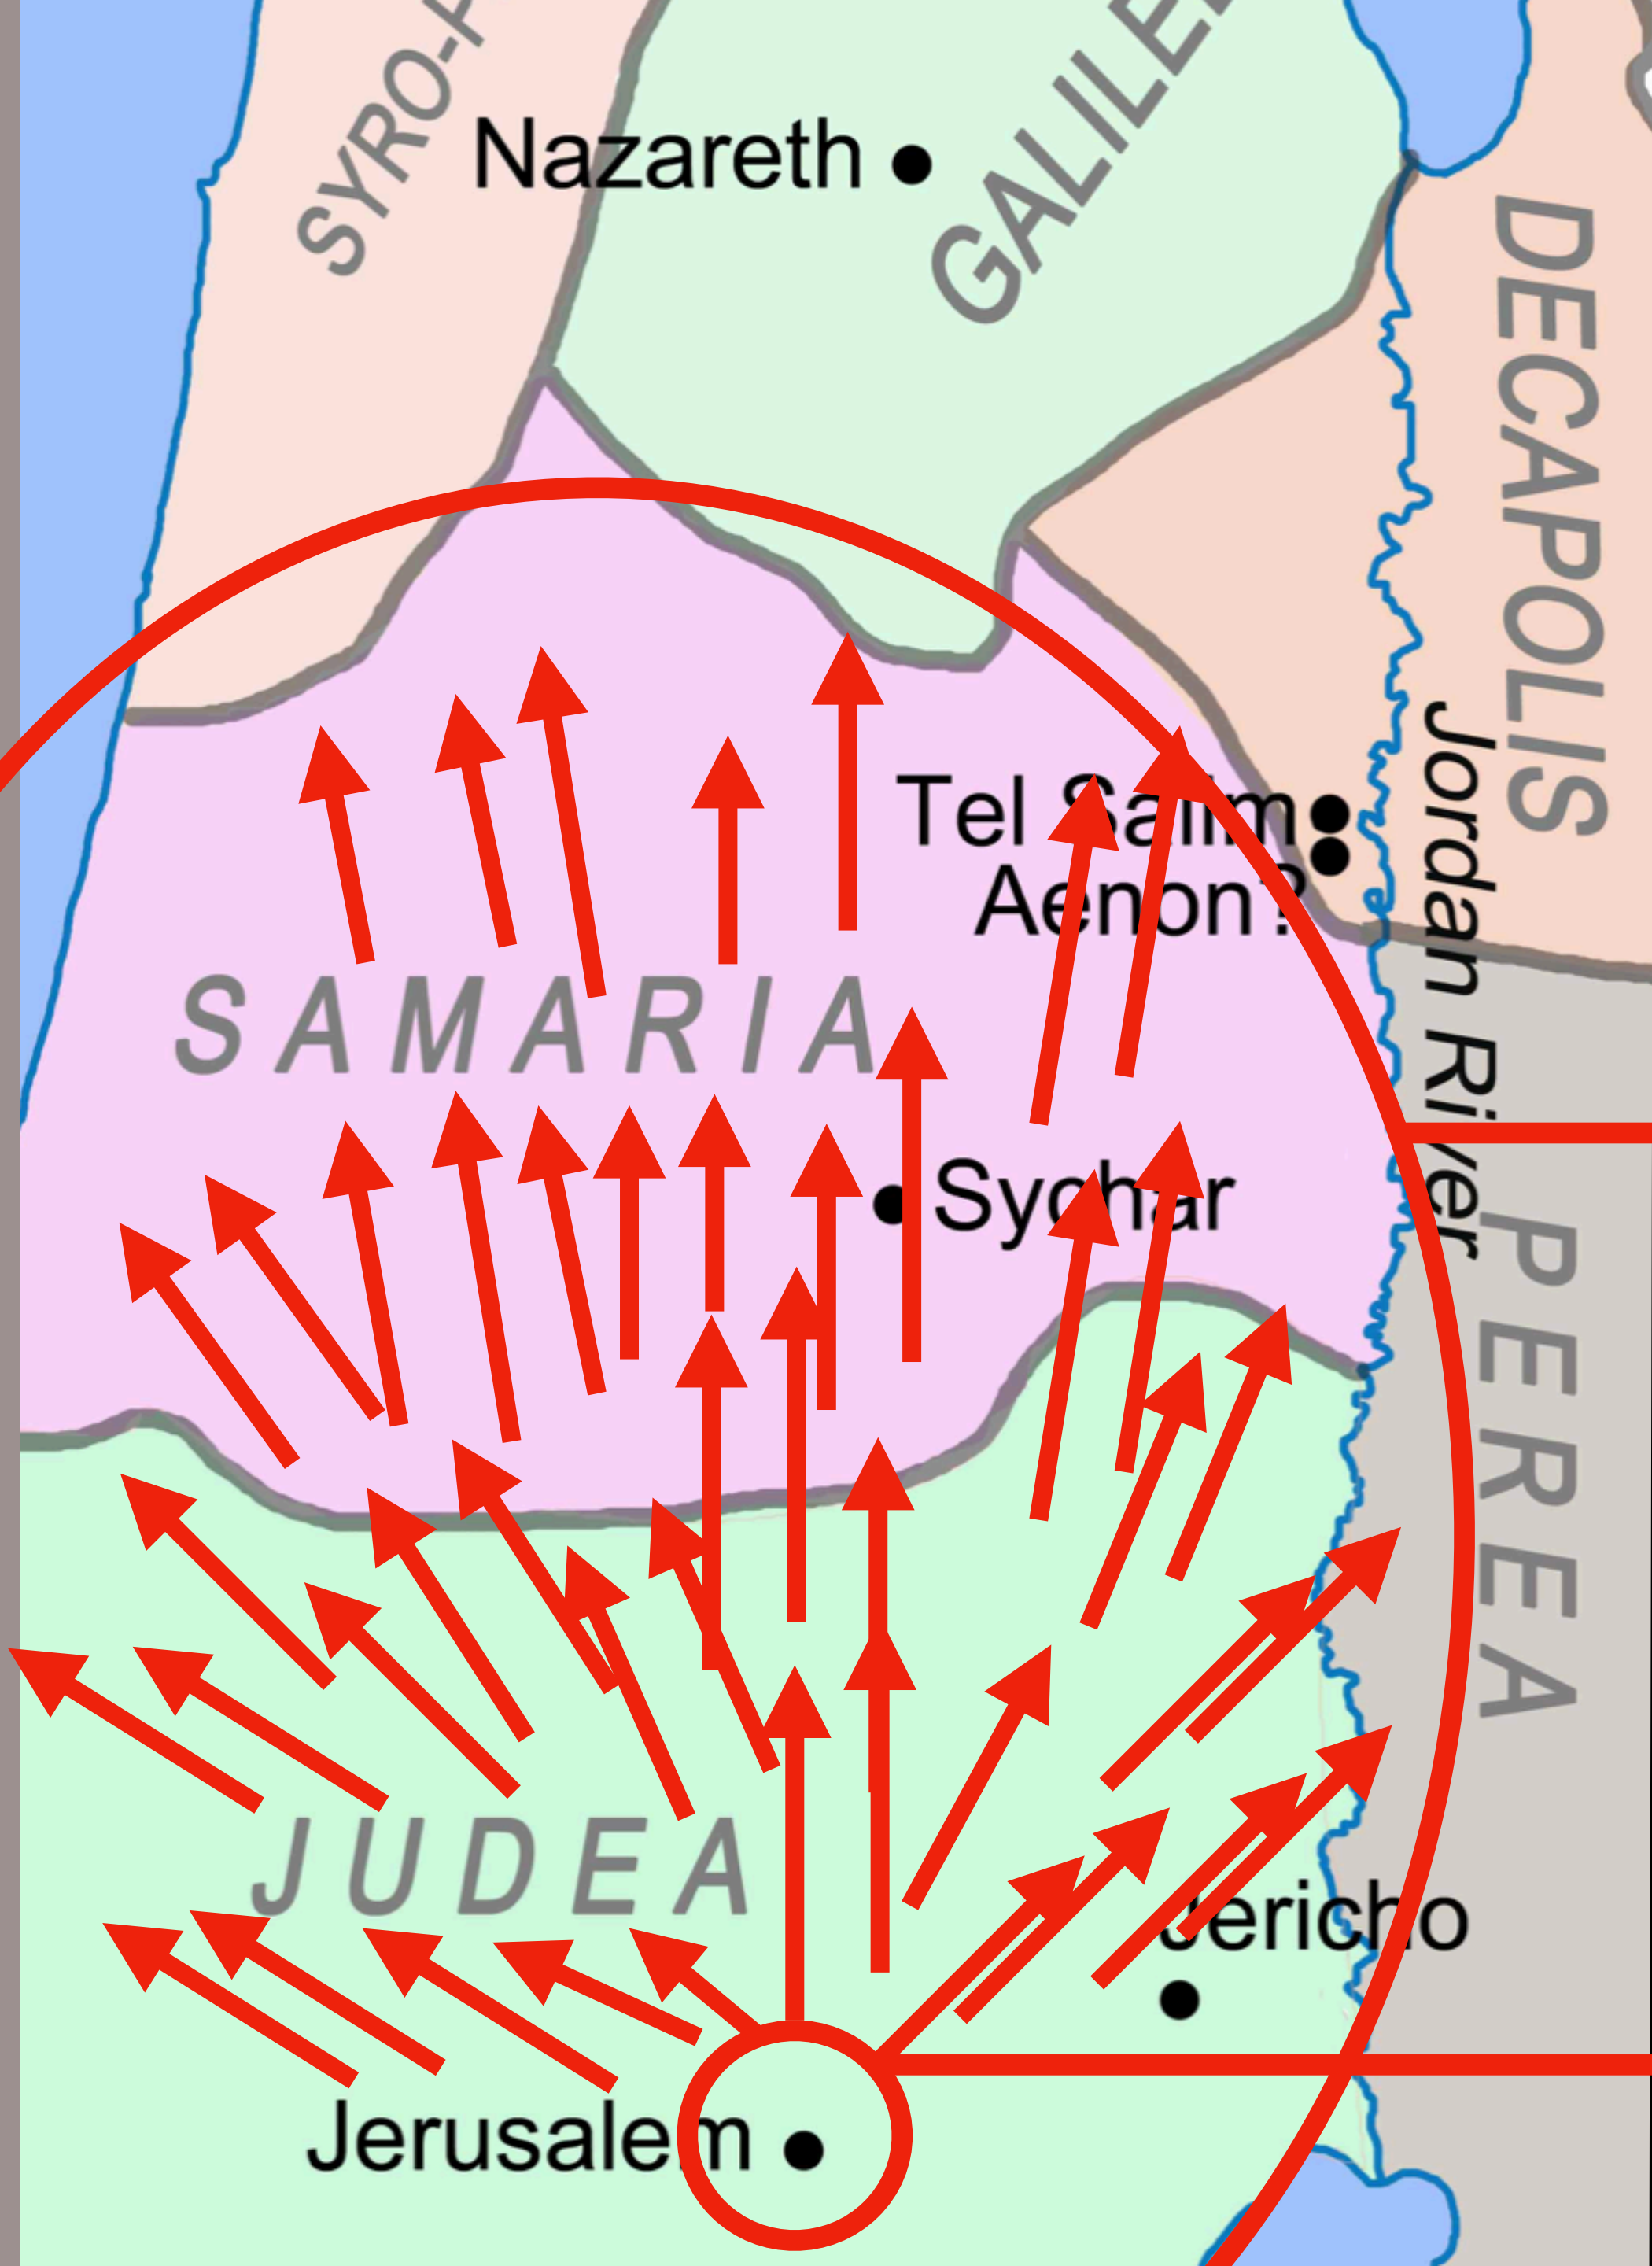 SYRO-P
Nazareth
GALILEE
DECAPOLIS
Tel Salim
Aenon?
Jordan River
SAMARIA
Sychar
PEREA
JUDEA
Jericho
Jerusalem